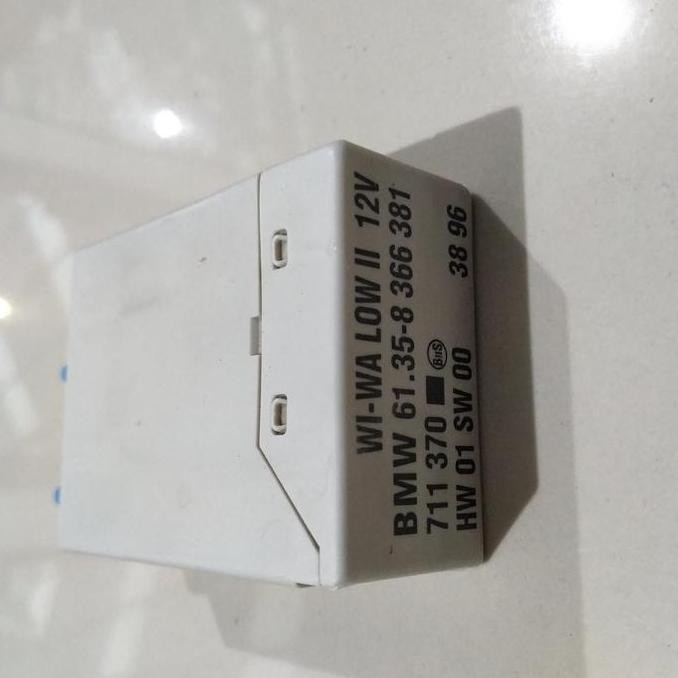 WI-WA LOW II 12V
BMW 61.35-8 366 381
711 370 BnS
HW 01 SW 00 38 96